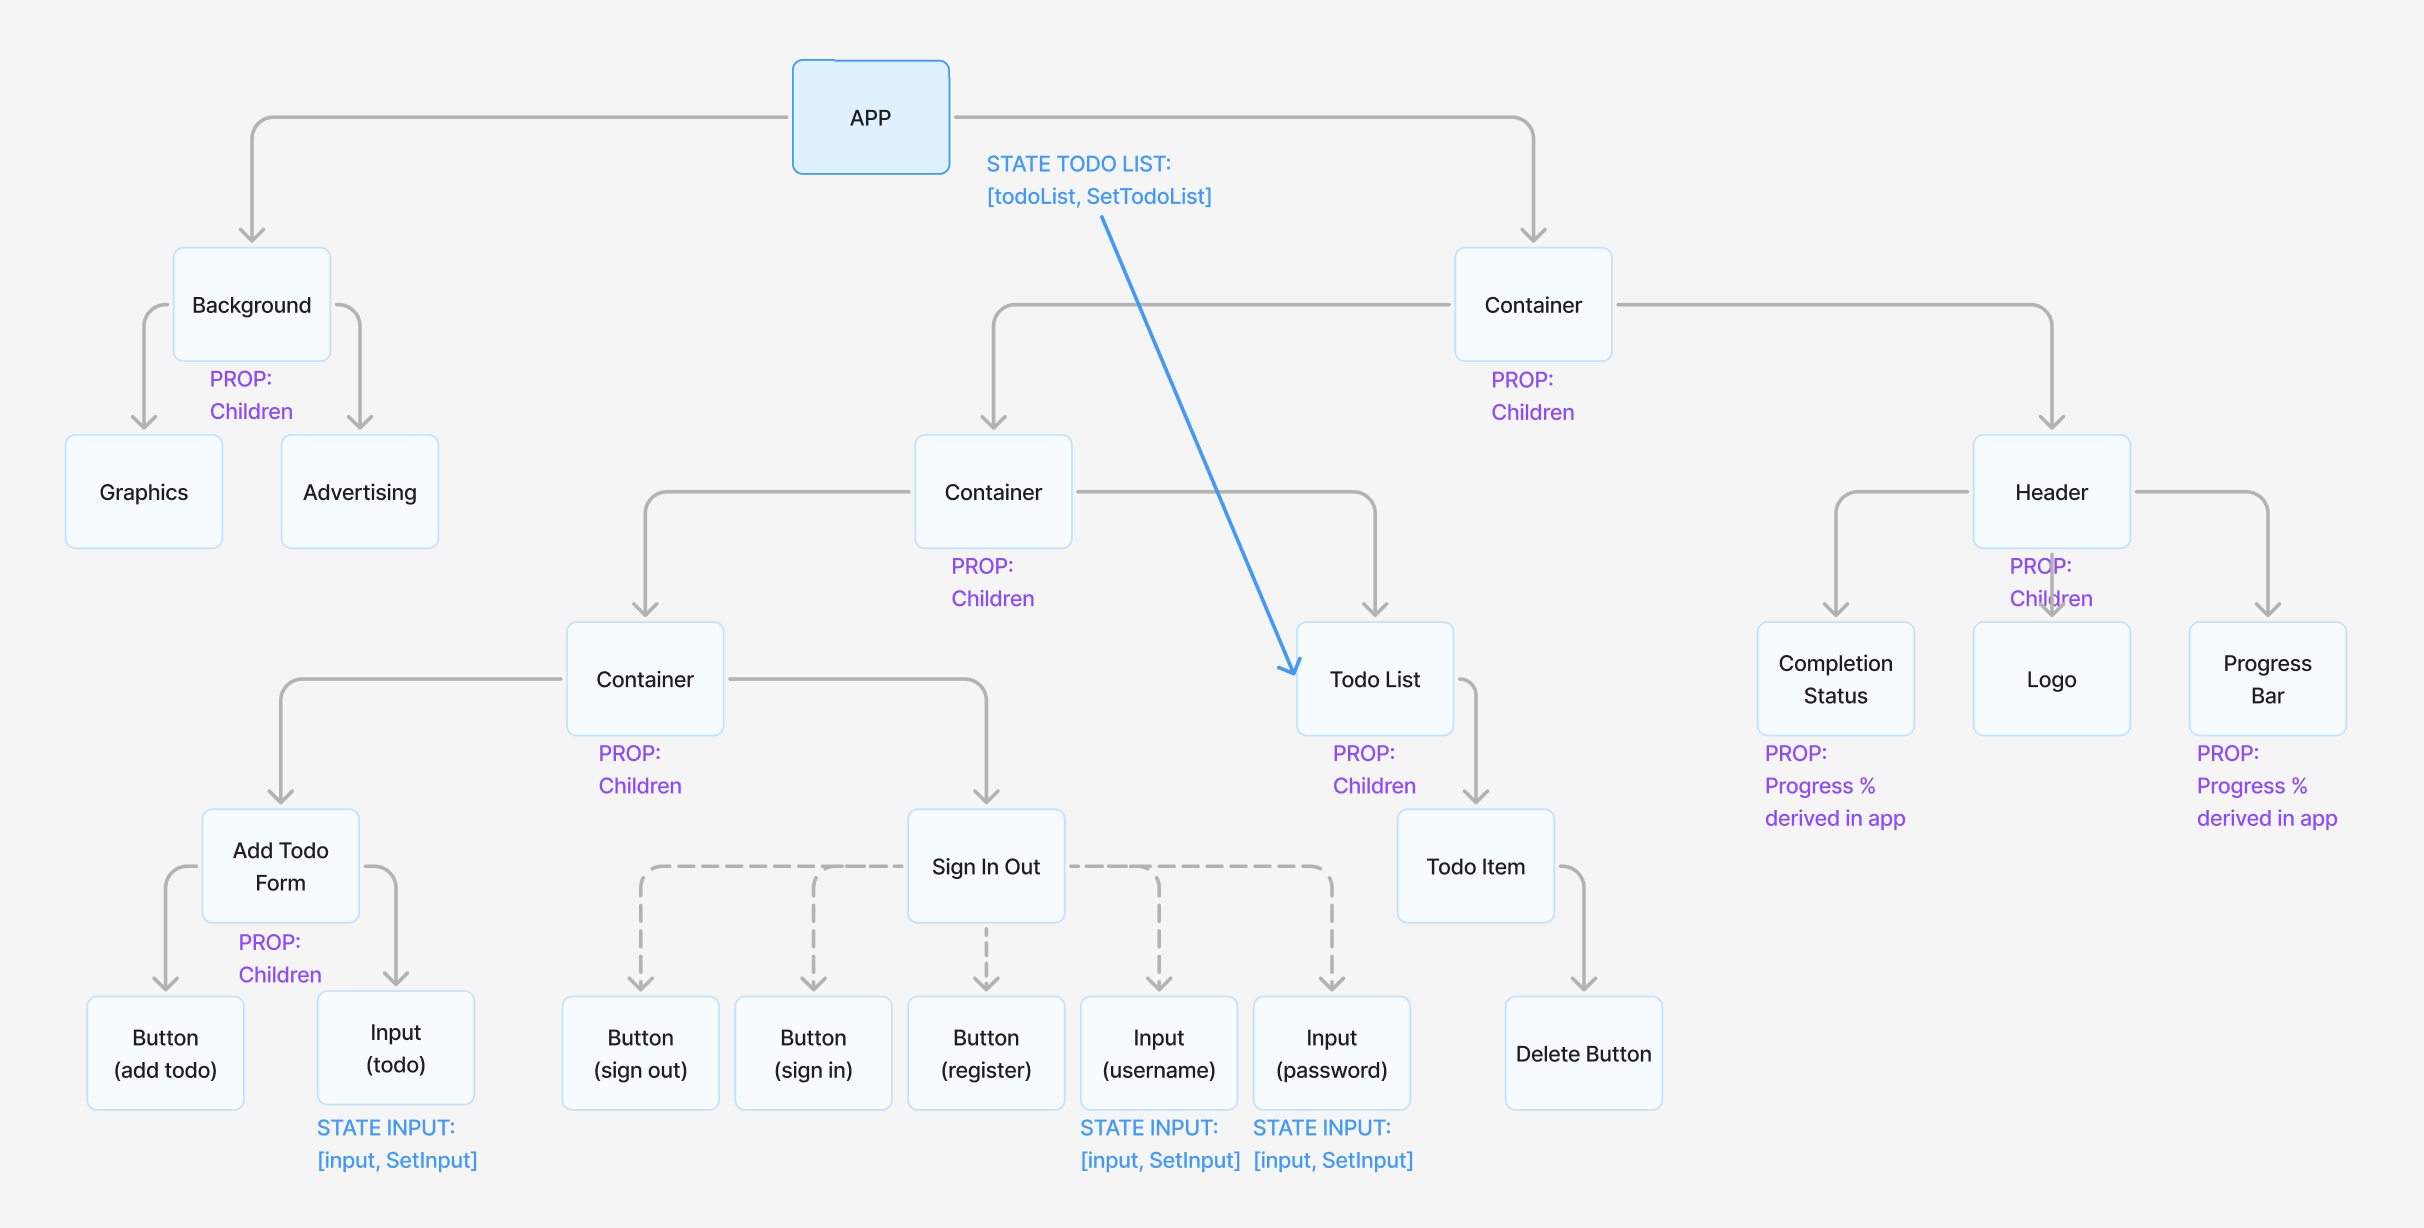 APP
STATE TODO LIST:
[todoList, SetTodoList]
Background
PROP:
Children
Container
PROP:
Children
Graphics
Advertising
Container
PROP:
Children
Header
PROP:
Children
Container
PROP:
Children
Todo List
PROP:
Children
Completion
Status
PROP:
Progress %
derived in app
Logo
Progress
Bar
PROP:
Progress %
derived in app
Add Todo
Form
PROP:
Children
Sign In Out
Todo Item
Button
(add todo)
Input
(todo)
STATE INPUT:
[input, SetInput]
Button
(sign out)
Button
(sign in)
Button
(register)
Input
(username)
STATE INPUT:
[input, SetInput]
Input
(password)
STATE INPUT:
[input, SetInput]
Delete Button